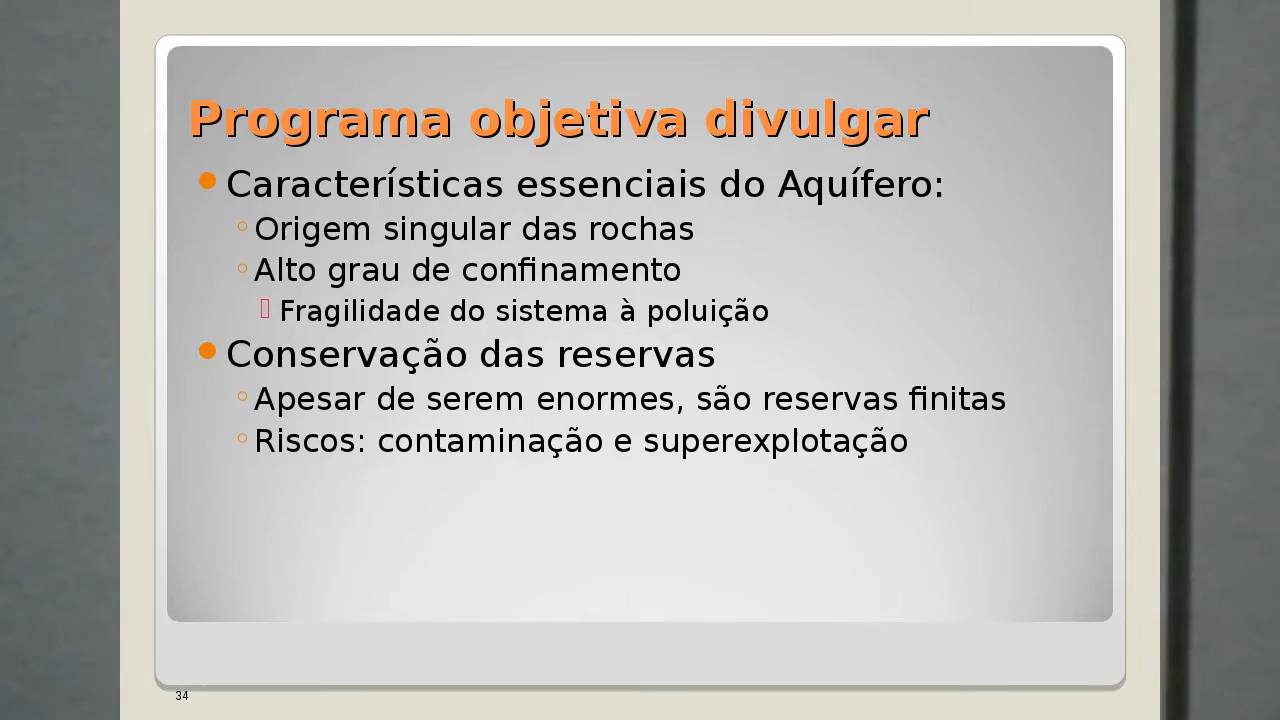 Programa objetiva divulgar
Características essenciais do Aquífero:
Origem singular das rochas
Alto grau de confinamento
Fragilidade do sistema à poluição
Conservação das reservas
Apesar de serem enormes, são reservas finitas
Riscos: contaminação e superexplotação
34